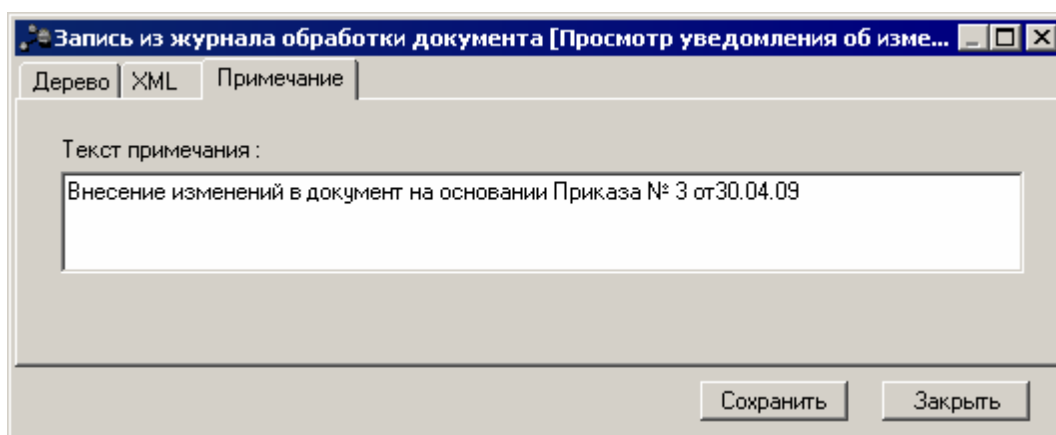 Запись из журнала обработки документа [Просмотр уведомления об изме...
Дерево XML Примечание
Текст примечания :
Внесение изменений в документ на основании Приказа № 3 от30.04.09
Сохранить Закрыть